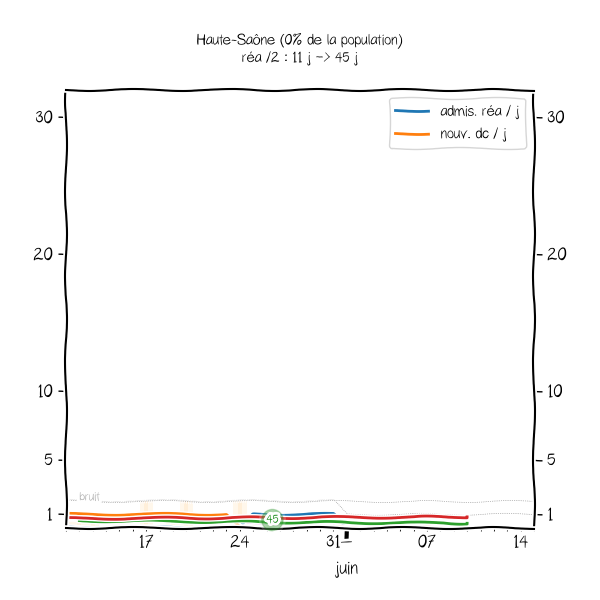 Haute-Saône (0% de la population)
réa /2 : 11 j -> 45 j
admis. réa / j
nouv. dc / j
30
30
20
20
10
10
5
5
bruit
1
1
45
17
24
31
07
14
juin